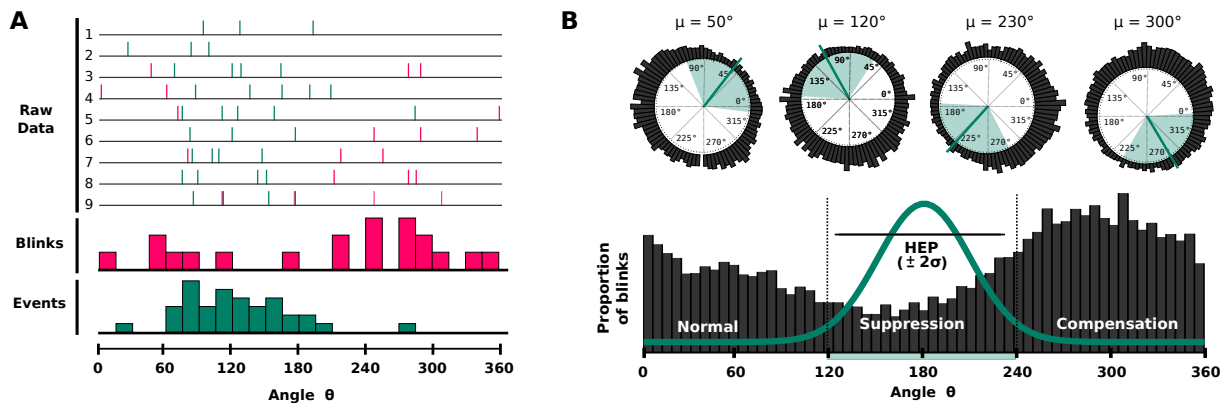 A
1
2
3
4
5
6
7
8
9
Raw
Data
Blinks
Events
0 60 120 180 240 300 360
Angle θ
B
μ = 50° μ = 120° μ = 230° μ = 300°
90° 45° 0° 315° 270° 225° 180° 135°
90° 45° 0° 315° 270° 225° 180° 135°
90° 45° 0° 315° 270° 225° 180° 135°
90° 45° 0° 315° 270° 225° 180° 135°
Proportion
of blinks
HEP
(± 2σ)
Normal Suppression Compensation
0 60 120 180 240 300 360
Angle θ